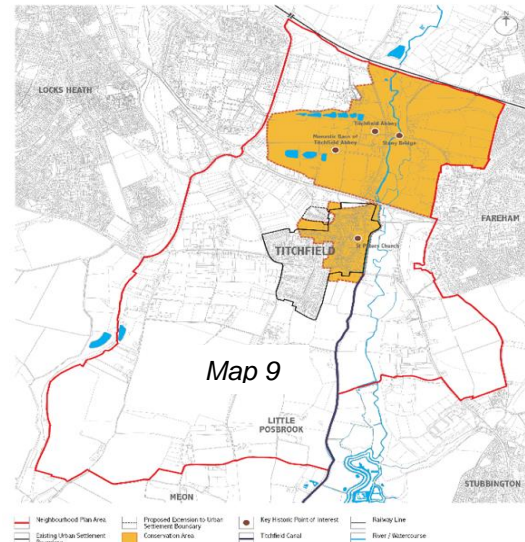 N
LOCKS HEATH
Titchfield Abbey
Monastic Barn of
Titchfield Abbey
Stony Bridge
FAREHAM
St Peters Church
TITCHFIELD
Map 9
LITTLE
POSBROOK
MEON
STUBBINGTON
Neighbourhood Plan Area
Proposed Extension to Urban
Settlement Boundary
Key Historic Point of Interest
Railway Line
Existing Urban Settlement
Conservation Area
Titchfield Canal
River / Watercourse